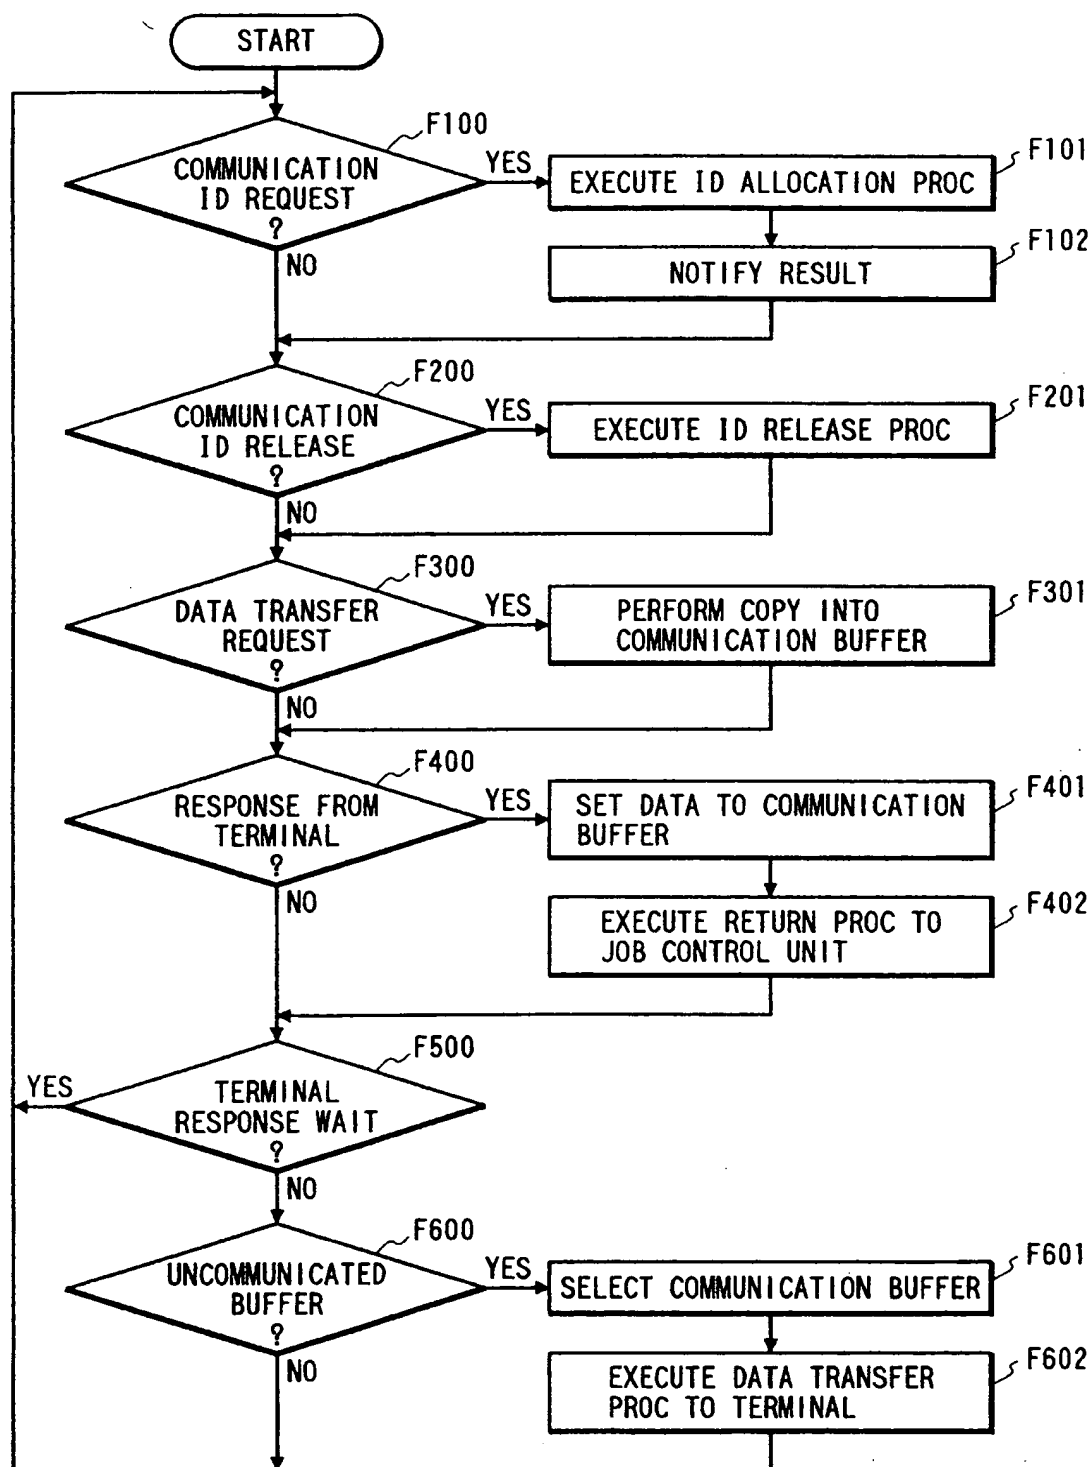 START
F100
COMMUNICATION
ID REQUEST
?
YES
F101
EXECUTE ID ALLOCATION PROC
NO
F102
NOTIFY RESULT
F200
COMMUNICATION
ID RELEASE
?
YES
F201
EXECUTE ID RELEASE PROC
NO
F300
DATA TRANSFER
REQUEST
?
YES
F301
PERFORM COPY INTO
COMMUNICATION BUFFER
NO
F400
RESPONSE FROM
TERMINAL
?
YES
F401
SET DATA TO COMMUNICATION
BUFFER
NO
F402
EXECUTE RETURN PROC TO
JOB CONTROL UNIT
F500
YES
TERMINAL
RESPONSE WAIT
?
NO
F600
UNCOMMUNICATED
BUFFER
?
YES
F601
SELECT COMMUNICATION BUFFER
NO
F602
EXECUTE DATA TRANSFER
PROC TO TERMINAL